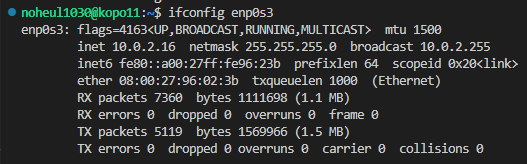 noheul1030@kopo11:~$ ifconfig enp0s3
enp0s3: flags=4163<UP,BROADCAST,RUNNING,MULTICAST>  mtu 1500
inet 10.0.2.16  netmask 255.255.255.0  broadcast 10.0.2.255
inet6 fe80::a00:27ff:fe96:23b  prefixlen 64  scopeid 0x20<link>
ether 08:00:27:96:02:3b  txqueuelen 1000  (Ethernet)
RX packets 7360  bytes 1111698 (1.1 MB)
RX errors 0  dropped 0  overruns 0  frame 0
TX packets 5119  bytes 1569966 (1.5 MB)
TX errors 0  dropped 0 overruns 0  carrier 0  collisions 0